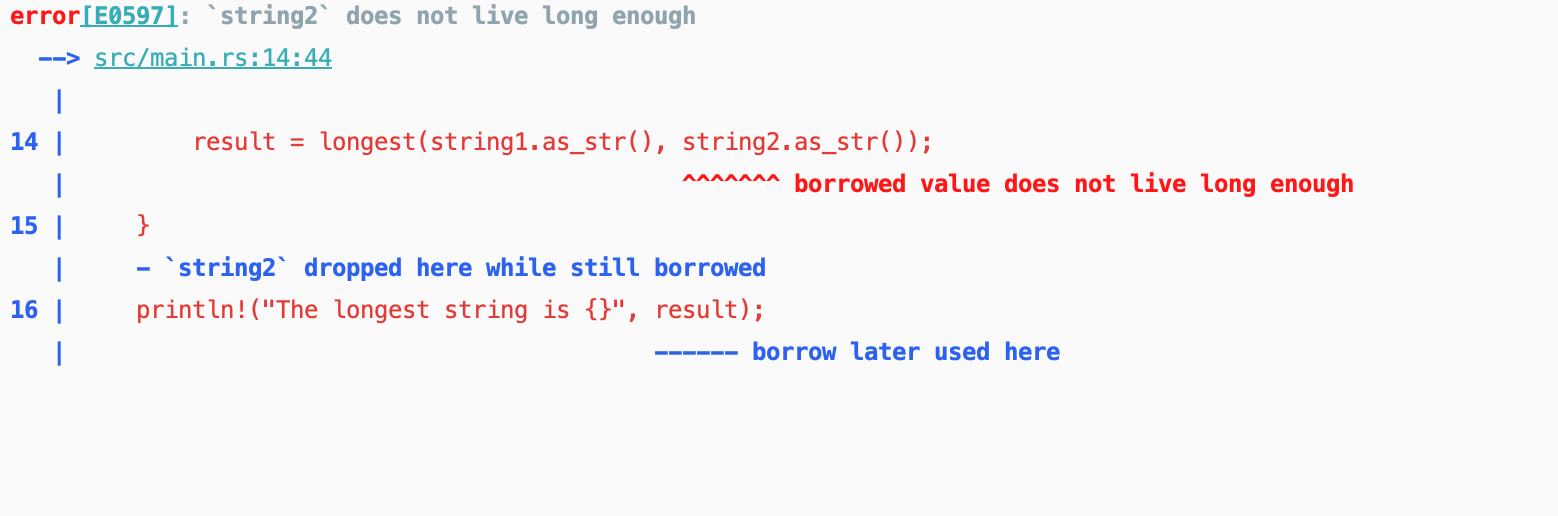 error[E0597]: `string2` does not live long enough
  --> src/main.rs:14:44
   |
14 |         result = longest(string1.as_str(), string2.as_str());
   |                                            ^^^^^^^ borrowed value does not live long enough
15 |     }
   |     - `string2` dropped here while still borrowed
16 |     println!("The longest string is {}", result);
   |                                          ------ borrow later used here